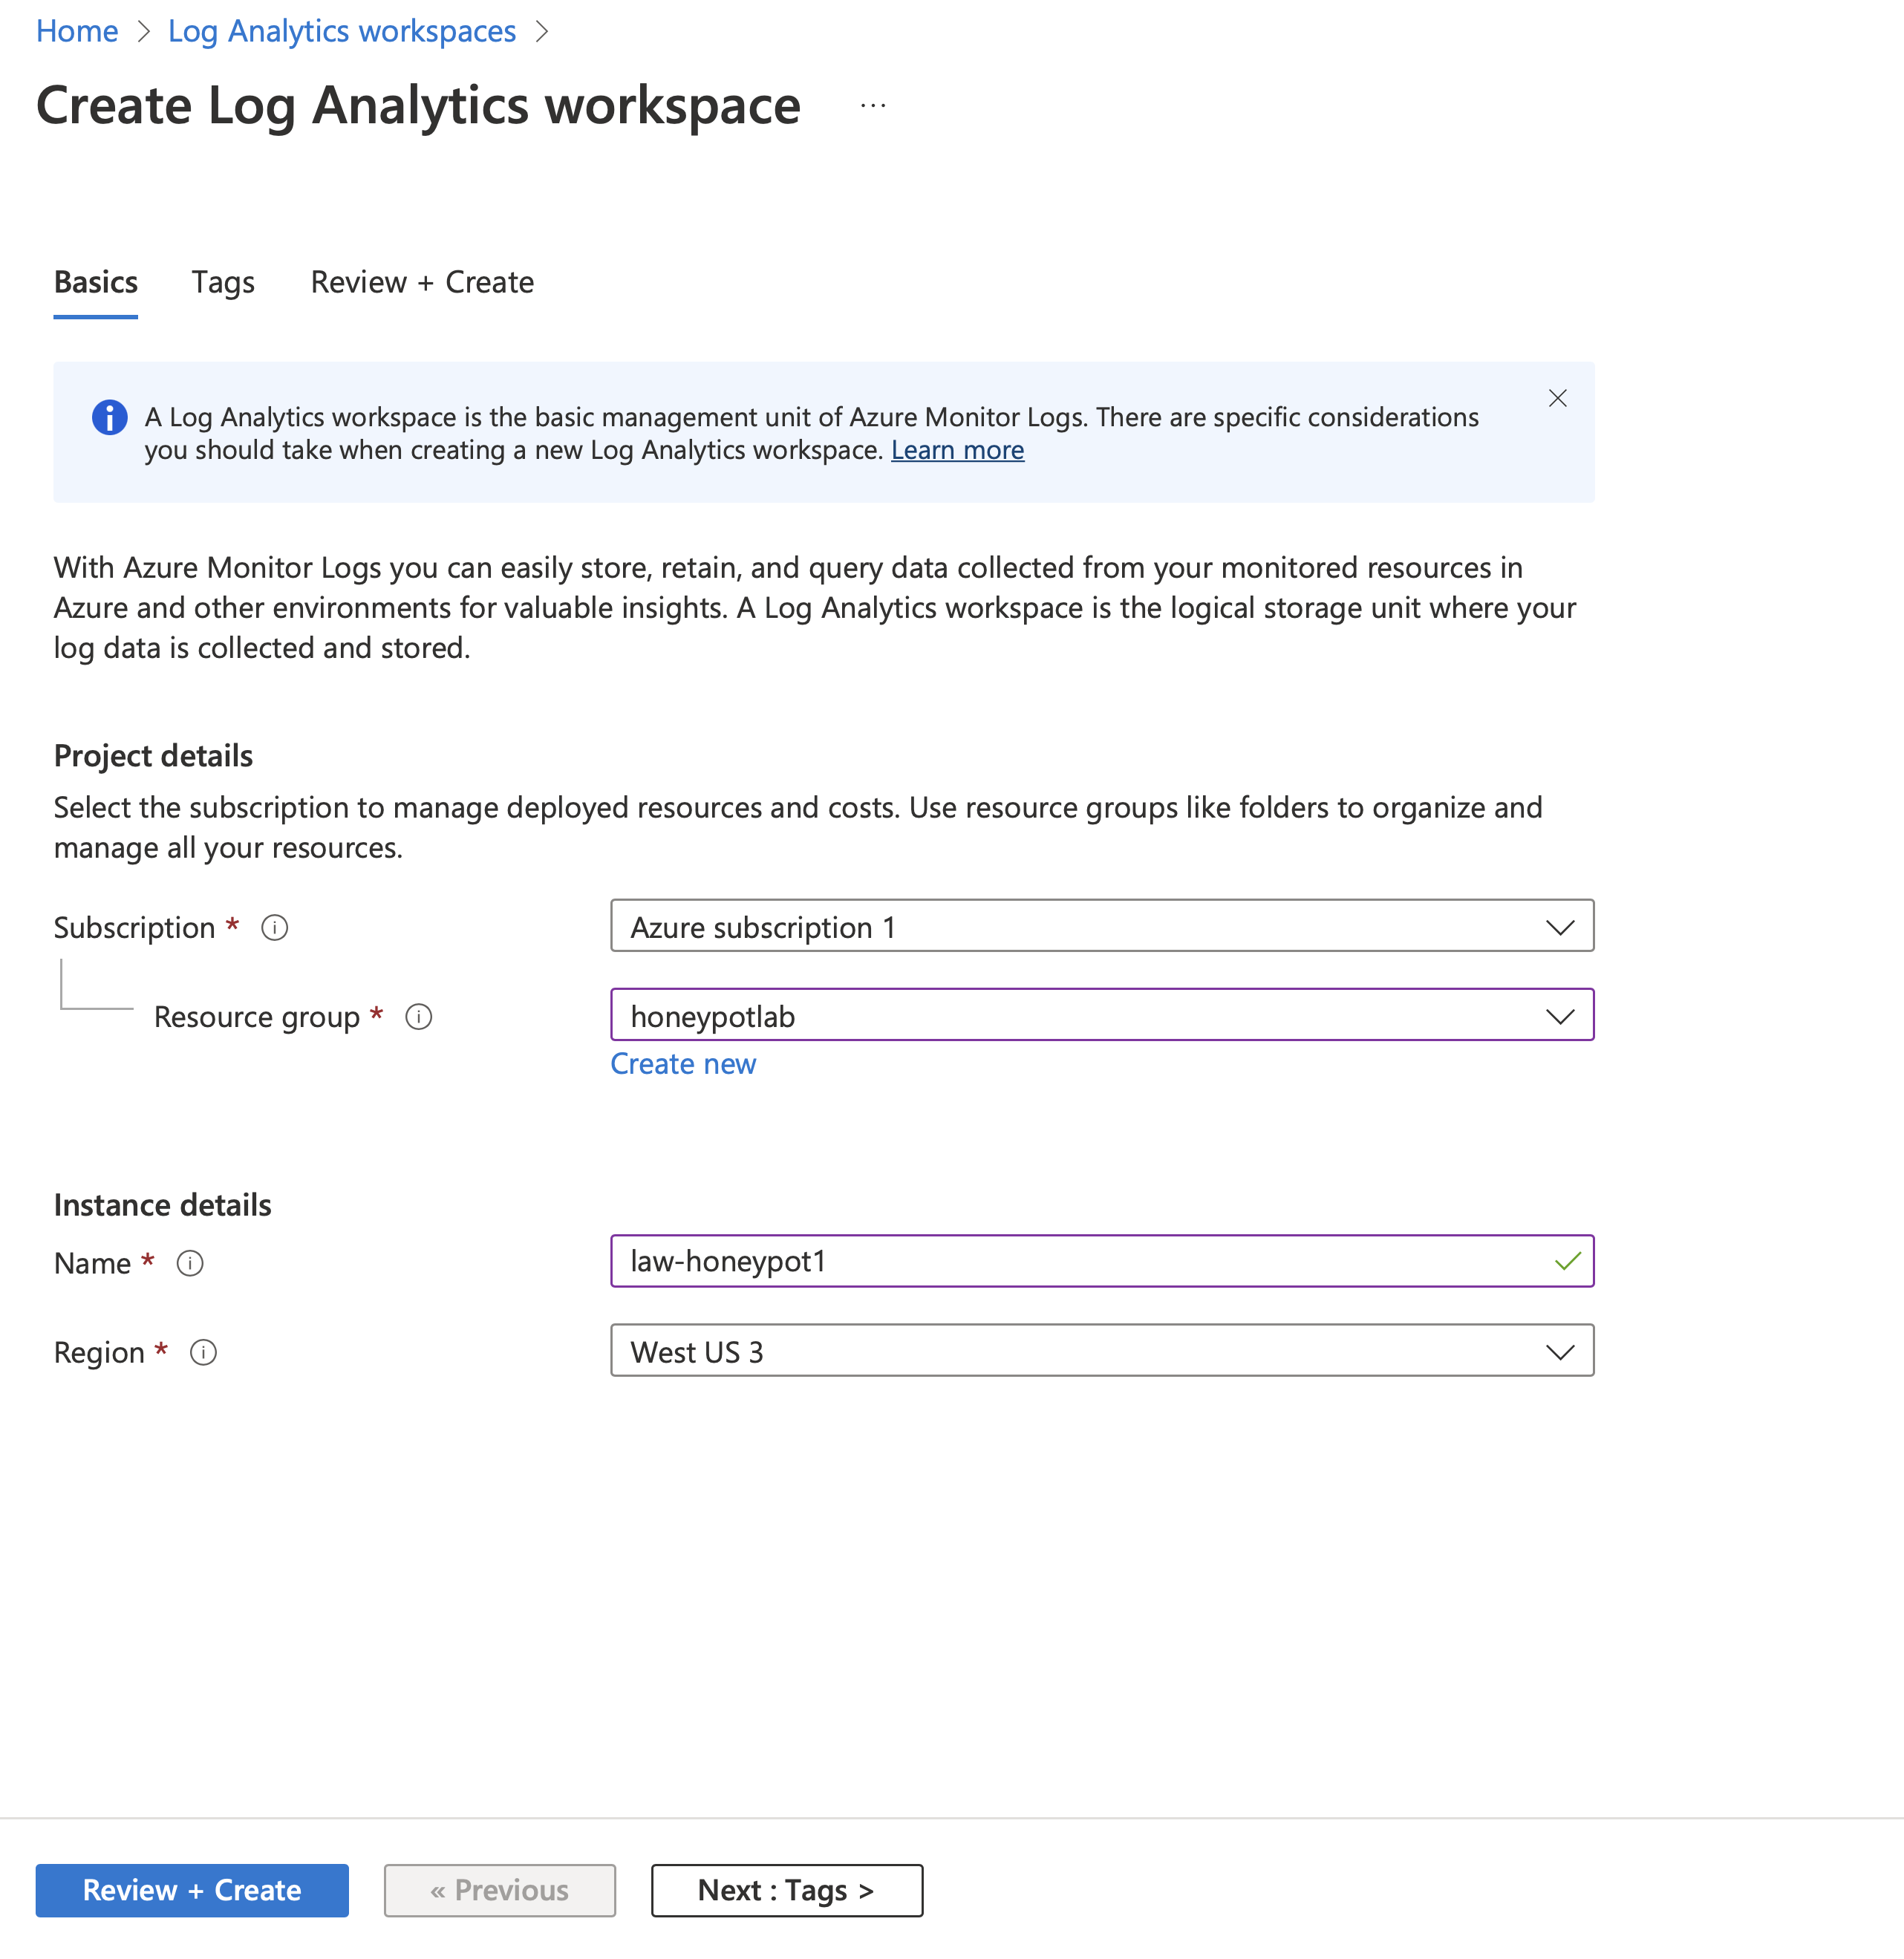 Home > Log Analytics workspaces >
Create Log Analytics workspace ...
Basics Tags Review + Create
A Log Analytics workspace is the basic management unit of Azure Monitor Logs. There are specific considerations
you should take when creating a new Log Analytics workspace. Learn more
With Azure Monitor Logs you can easily store, retain, and query data collected from your monitored resources in
Azure and other environments for valuable insights. A Log Analytics workspace is the logical storage unit where your
log data is collected and stored.
Project details
Select the subscription to manage deployed resources and costs. Use resource groups like folders to organize and
manage all your resources.
Subscription * Azure subscription 1
Resource group * honeypotlab
Create new
Instance details
Name * law-honeypot1
Region * West US 3
Review + Create « Previous Next : Tags >